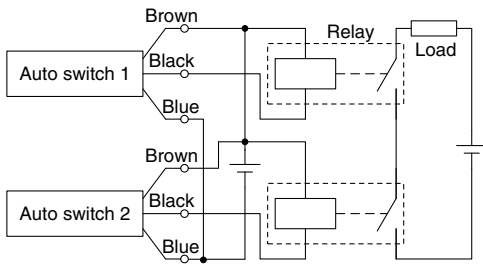 Brown
Relay
Load
Auto switch 1
Black
Blue
Brown
Auto switch 2
Black
Blue